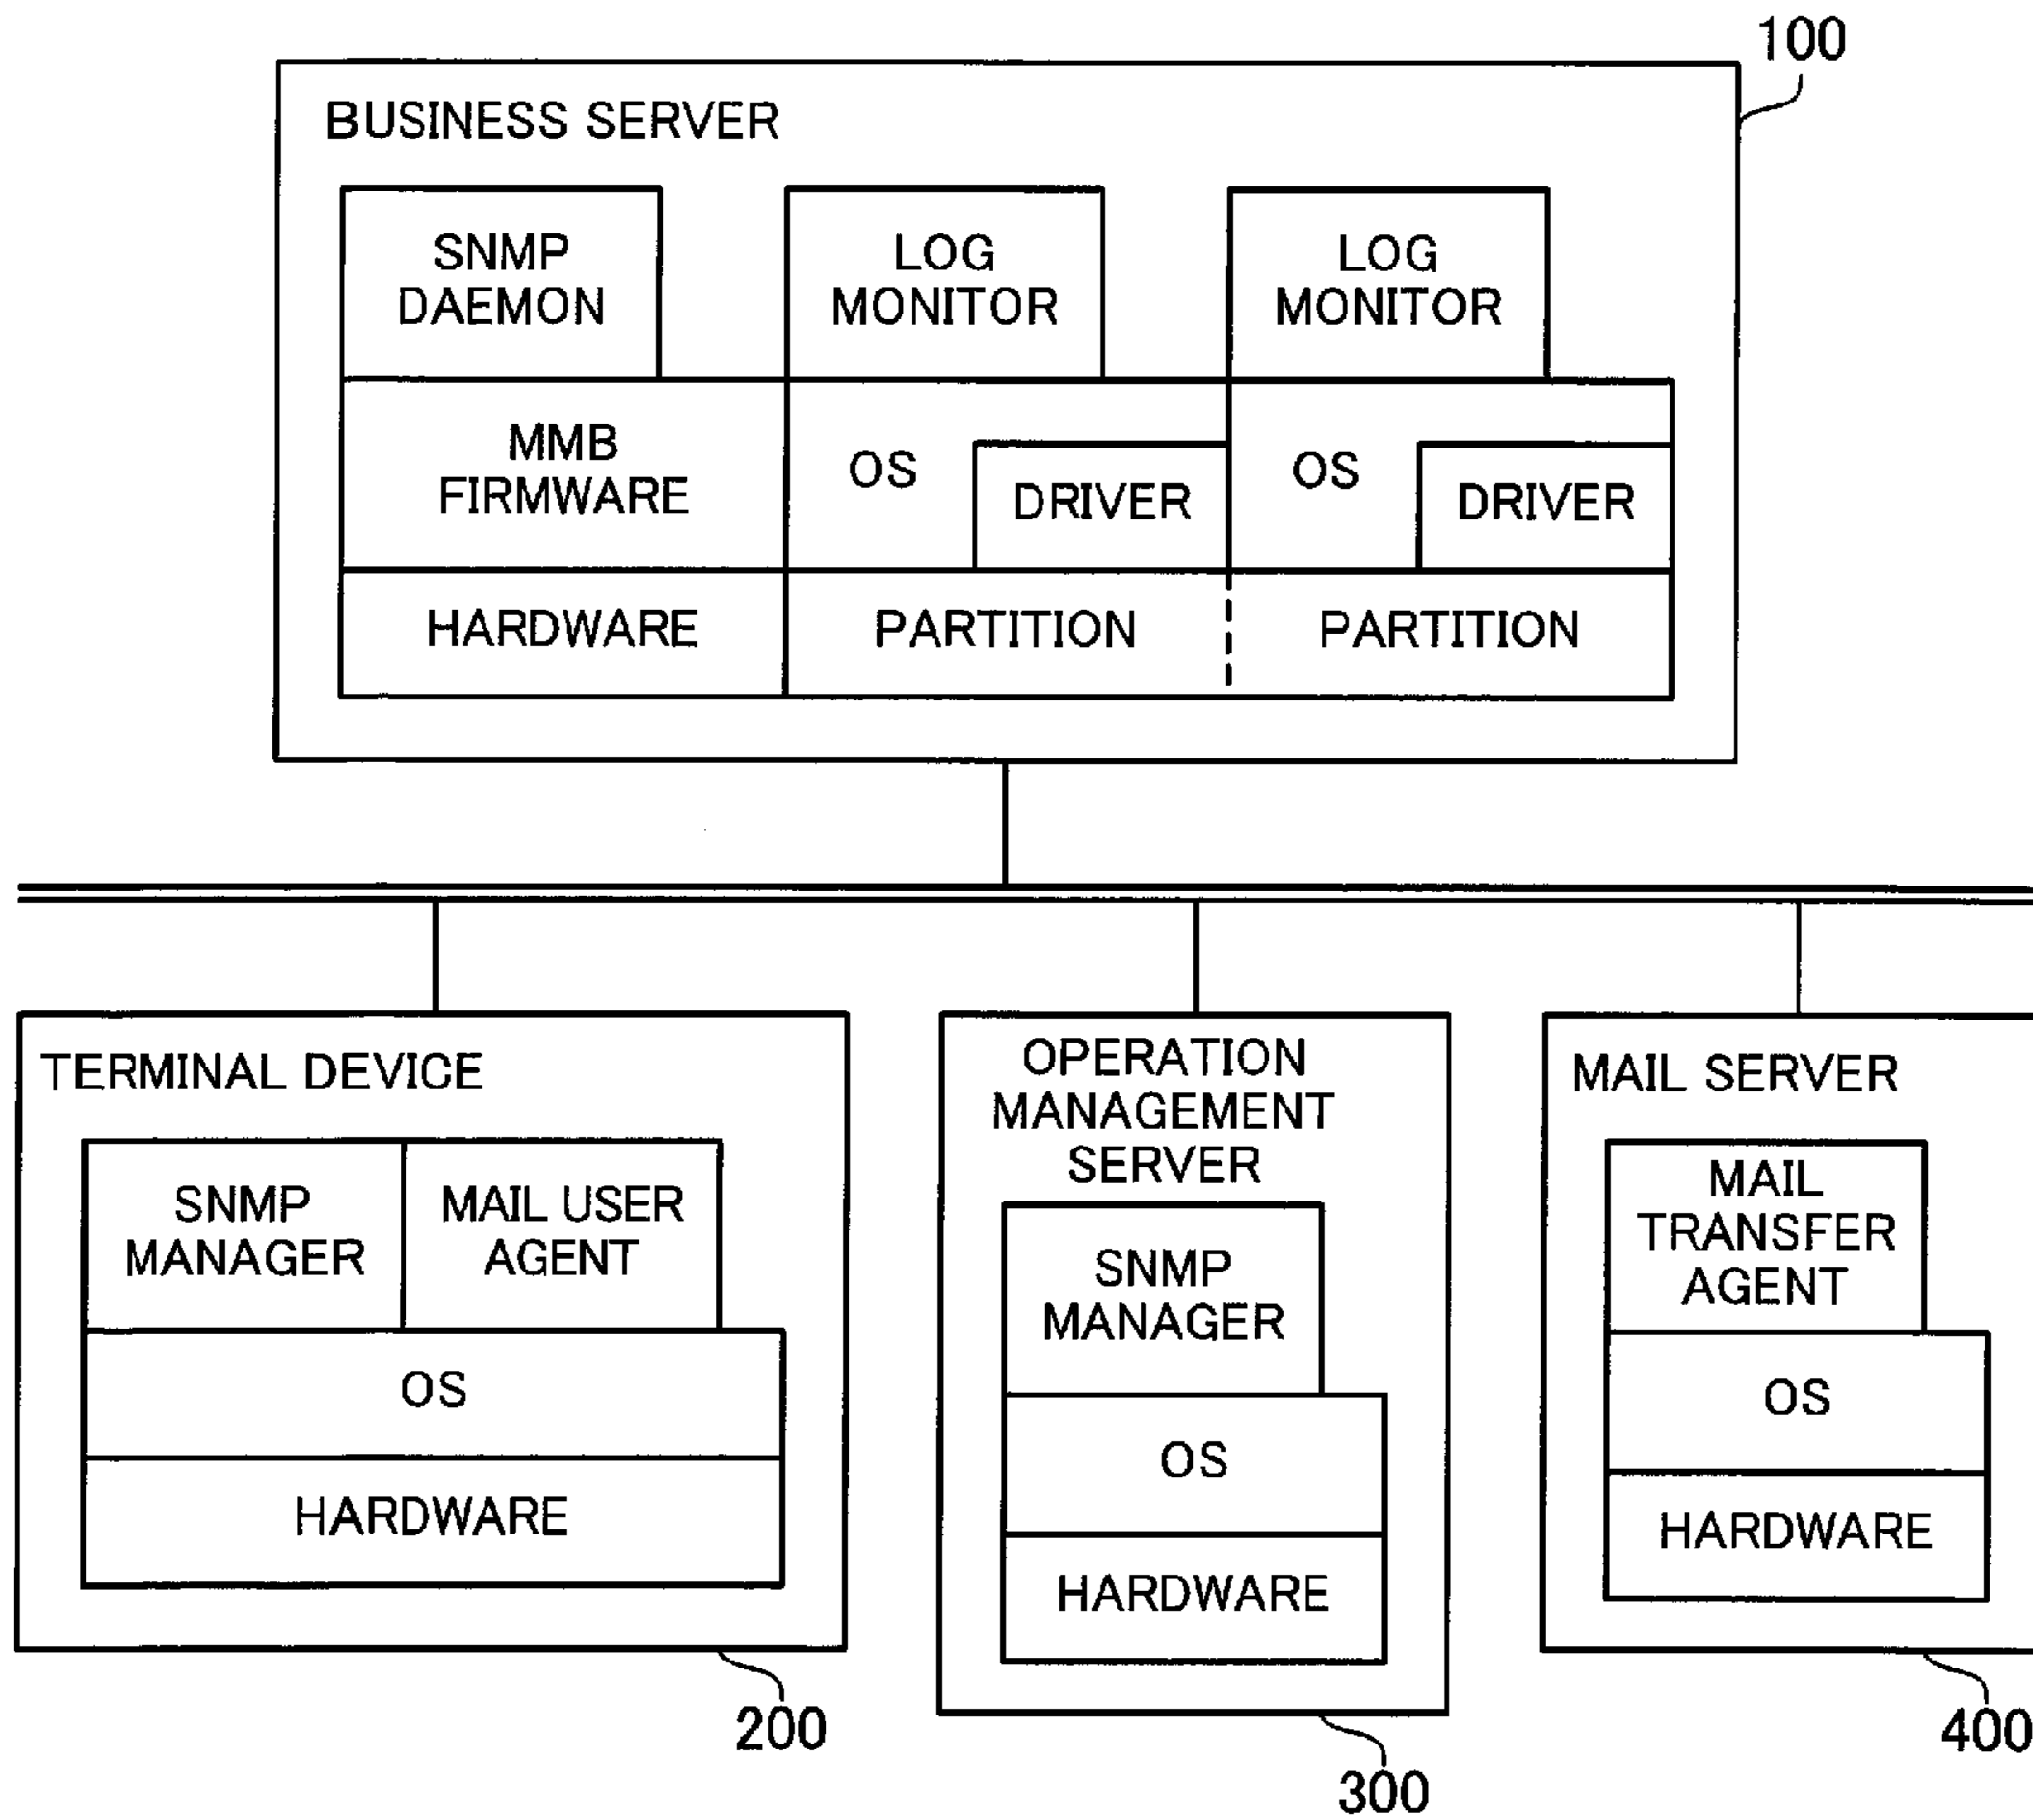 100
BUSINESS SERVER
SNMP
DAEMON
LOG
MONITOR
LOG
MONITOR
MMB
FIRMWARE
OS
DRIVER
OS
DRIVER
HARDWARE
PARTITION
PARTITION
TERMINAL DEVICE
SNMP
MANAGER
MAIL USER
AGENT
OS
HARDWARE
200
OPERATION
MANAGEMENT
SERVER
SNMP
MANAGER
OS
HARDWARE
300
MAIL SERVER
MAIL
TRANSFER
AGENT
OS
HARDWARE
400